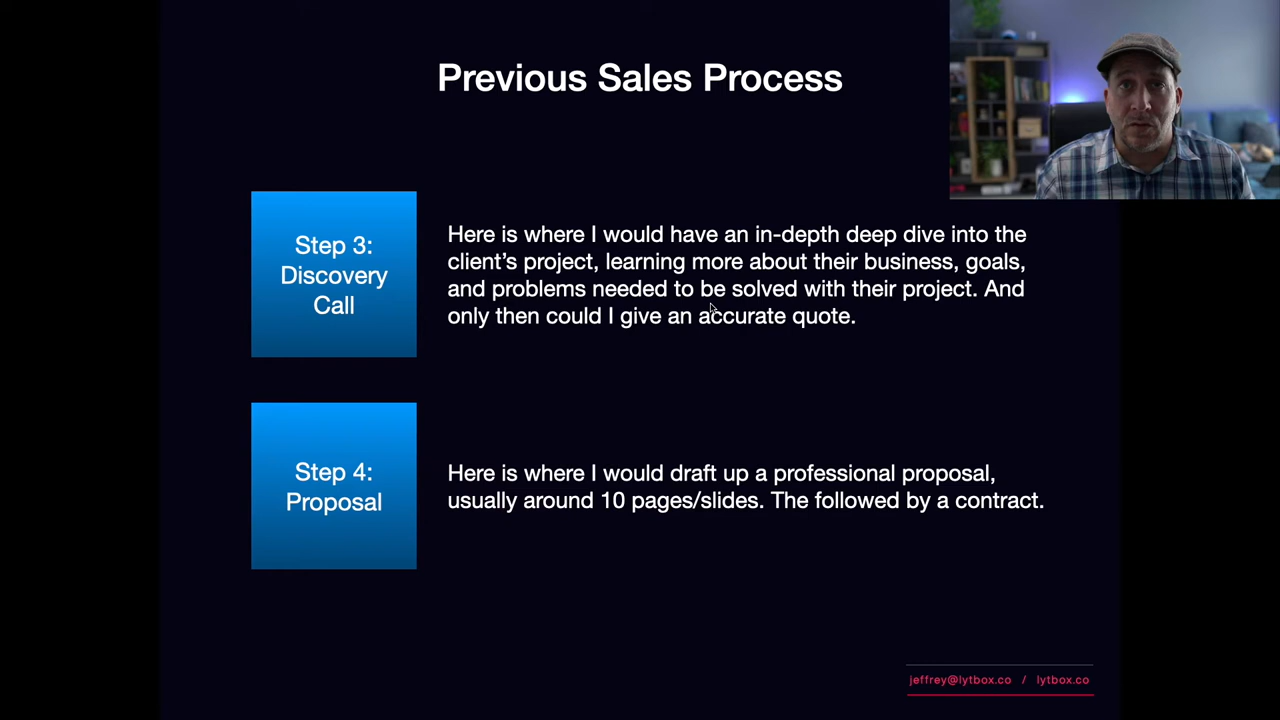 Previous Sales Process
Step 3:
Discovery
Call
Here is where I would have an in-depth deep dive into the
client’s project, learning more about their business, goals,
and problems needed to be solved with their project. And
only then could I give an accurate quote.
Step 4:
Proposal
Here is where I would draft up a professional proposal,
usually around 10 pages/slides. The followed by a contract.
jeffrey@lytbox.co / lytbox.co